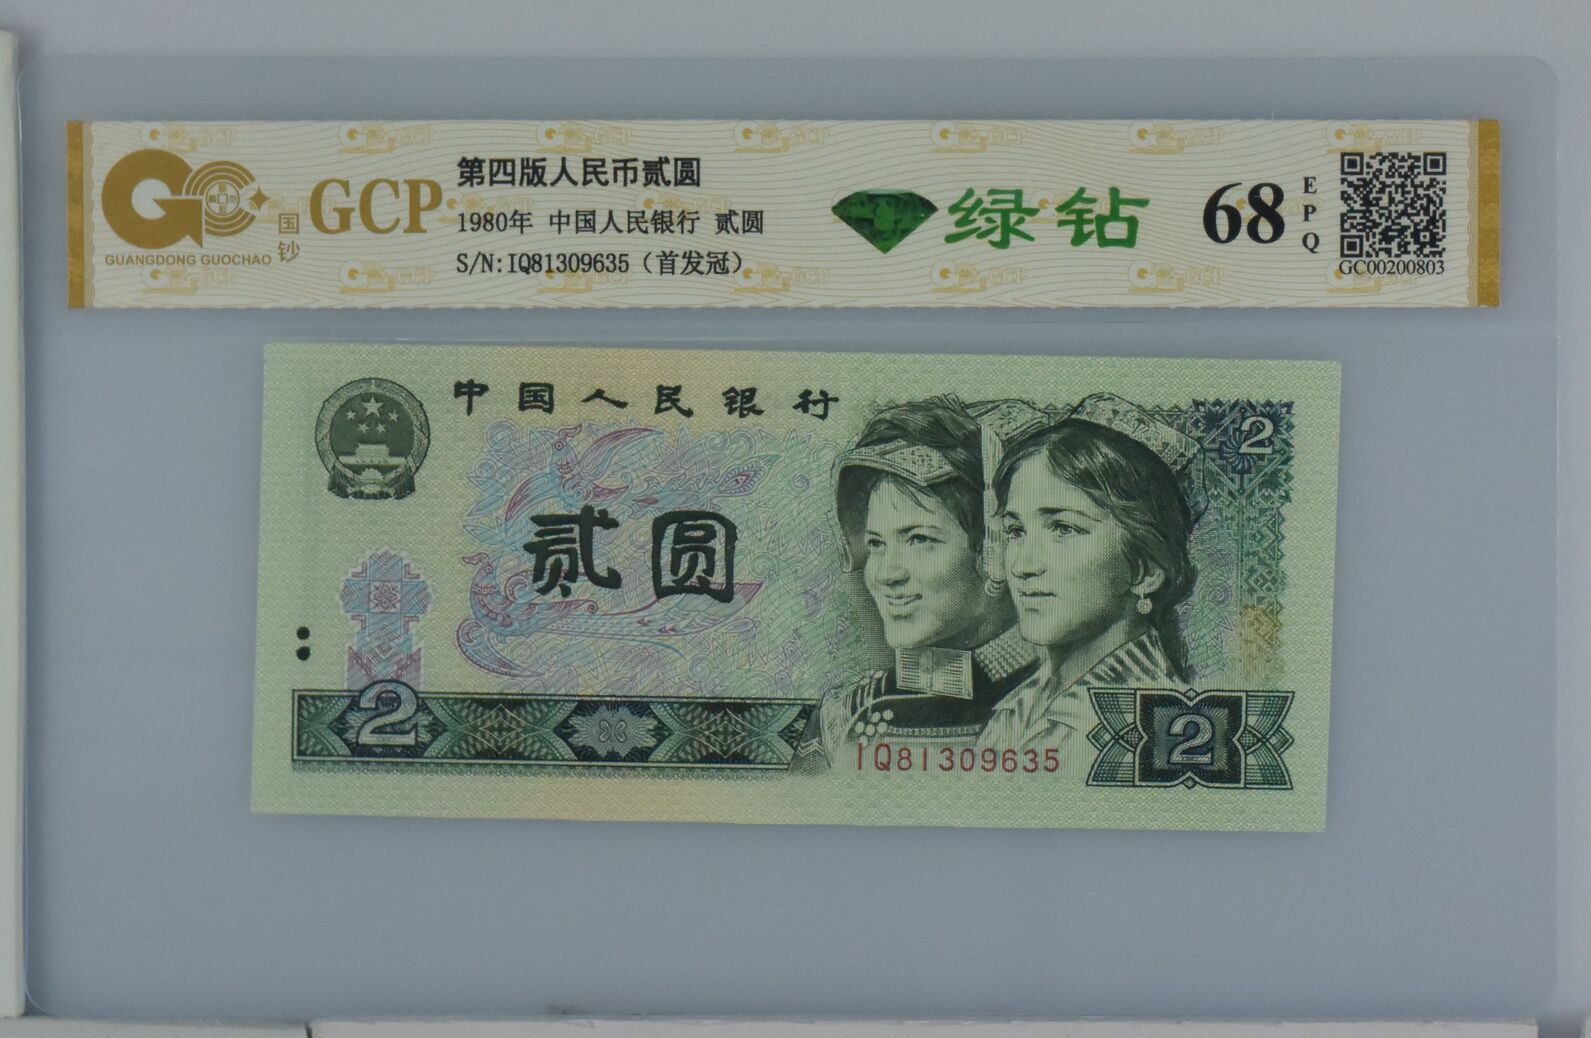 GUANGDONG GUOCHAO
国钞
GCP
第四版人民币贰圆
1980年 中国人民银行 贰圆
S/N:IQ81309635（首发冠）
绿钻
68
EPQ
GC00200803
中国人民银行
2
贰圆
2
IQ81309635
2